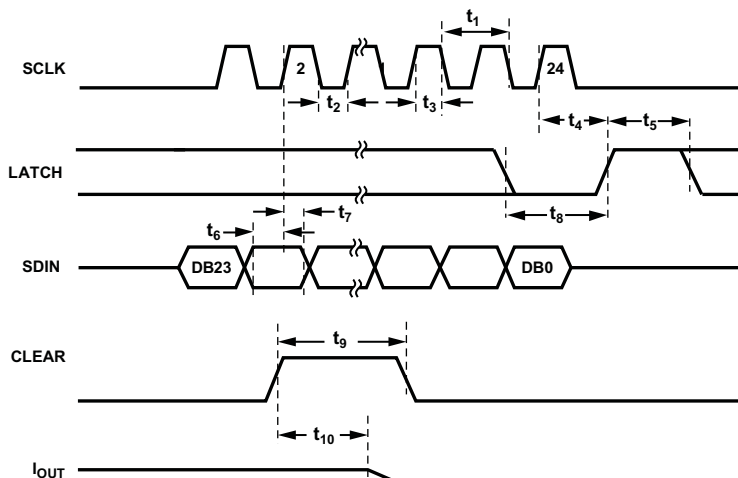 t1
SCLK
2
24
t2
t3
t4
t5
LATCH
t7
t8
t6
SDIN
DB23
DB0
CLEAR
t9
t10
IOUT